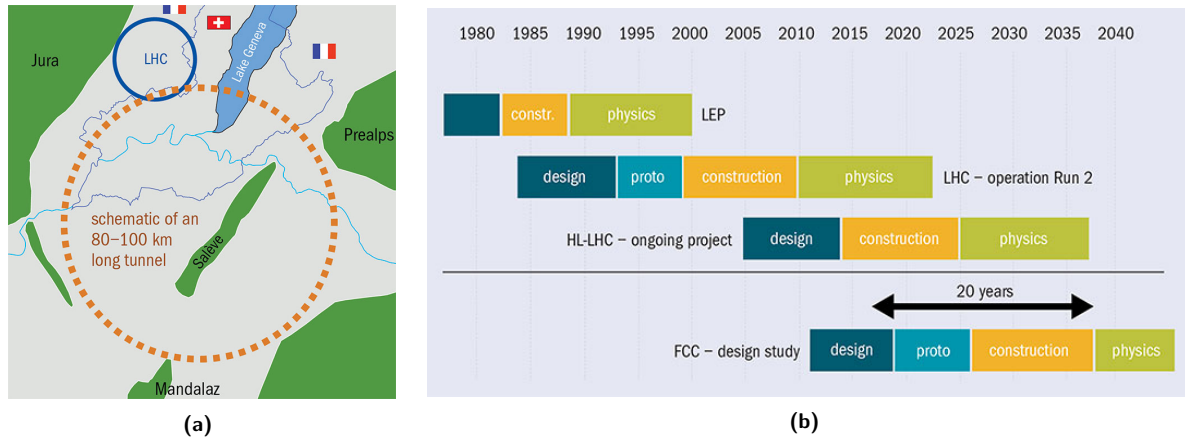 Jura
LHC
Lake Geneva
Prealps
schematic of an
80–100 km
long tunnel
Salève
Mandalaz
(a)
1980 1985 1990 1995 2000 2005 2010 2015 2020 2025 2030 2035 2040
constr. physics LEP
design proto construction physics LHC – operation Run 2
HL-LHC – ongoing project design construction physics
20 years
FCC – design study design proto construction physics
(b)